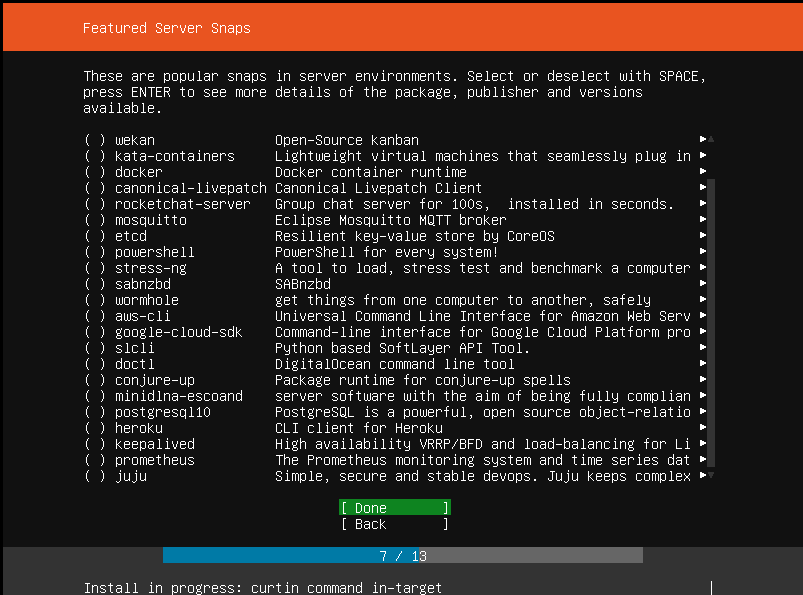 Featured Server Snaps
These are popular snaps in server environments. Select or deselect with SPACE,
press ENTER to see more details of the package, publisher and versions
available.
( ) wekan Open-Source kanban
( ) kata-containers Lightweight virtual machines that seamlessly plug in
( ) docker Docker container runtime
( ) canonical-livepatch Canonical Livepatch Client
( ) rocketchat-server Group chat server for 100s, installed in seconds.
( ) mosquitto Eclipse Mosquitto MQTT broker
( ) etcd Resilient key-value store by CoreOS
( ) powershell PowerShell for every system!
( ) stress-ng A tool to load, stress test and benchmark a computer
( ) sabnzbd SABnzbd
( ) wormhole get things from one computer to another, safely
( ) aws-cli Universal Command Line Interface for Amazon Web Serv
( ) google-cloud-sdk Command-line interface for Google Cloud Platform pro
( ) slcli Python based SoftLayer API Tool.
( ) doctl DigitalOcean command line tool
( ) conjure-up Package runtime for conjure-up spells
( ) minidlna-escoand server software with the aim of being fully complian
( ) postgresql10 PostgreSQL is a powerful, open source object-relatio
( ) heroku CLI client for Heroku
( ) keepalived High availability VRRP/BFD and load-balancing for Li
( ) prometheus The Prometheus monitoring system and time series dat
( ) juju Simple, secure and stable devops. Juju keeps complex
[ Done ]
[ Back ]
7 / 13
Install in progress: curtin command in-target